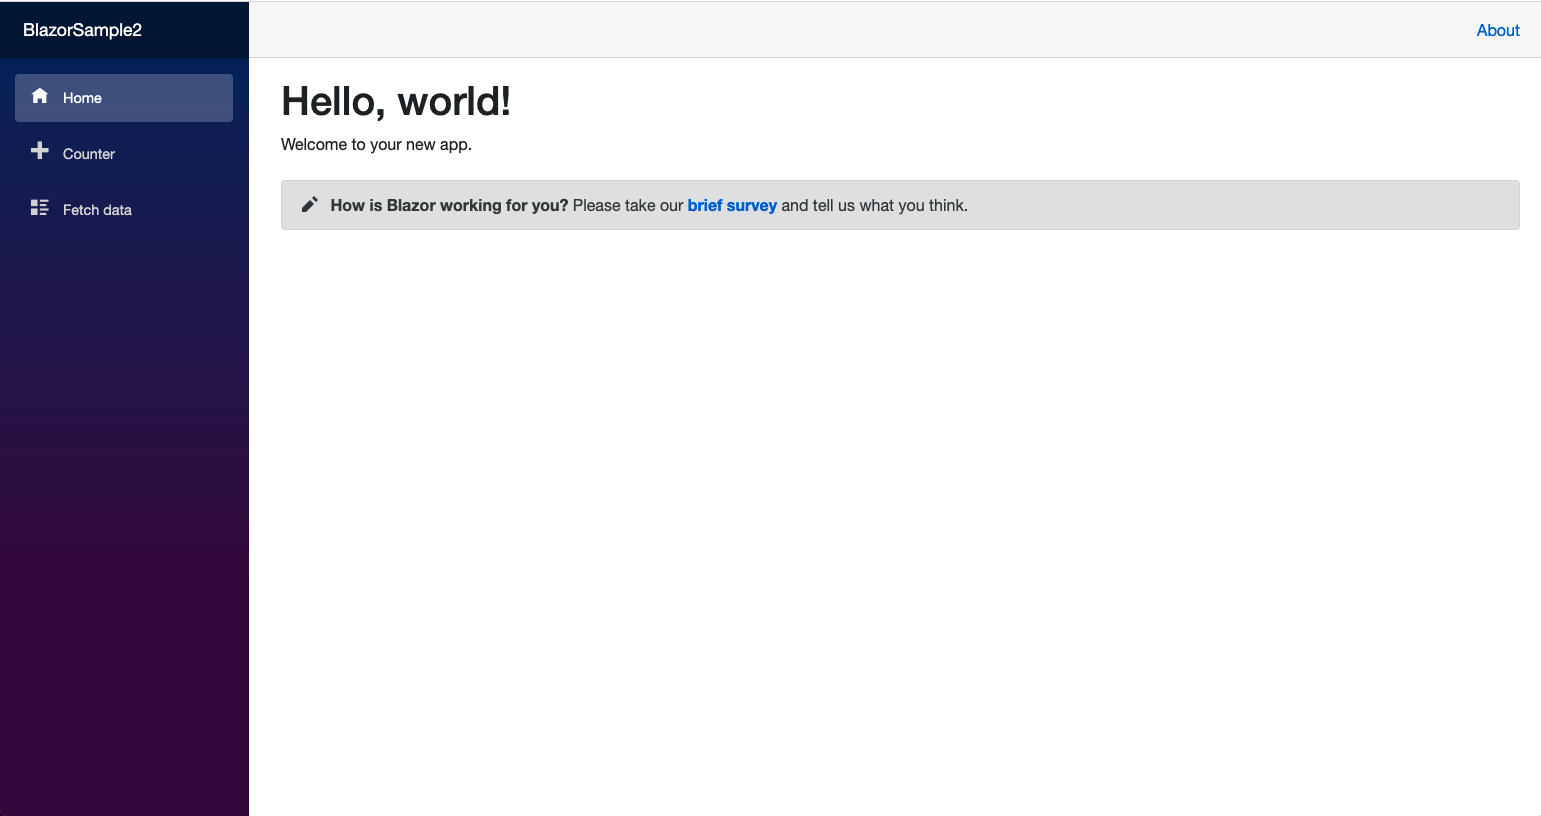 BlazorSample2
About
Home
Counter
Fetch data
Hello, world!
Welcome to your new app.
How is Blazor working for you? Please take our brief survey and tell us what you think.